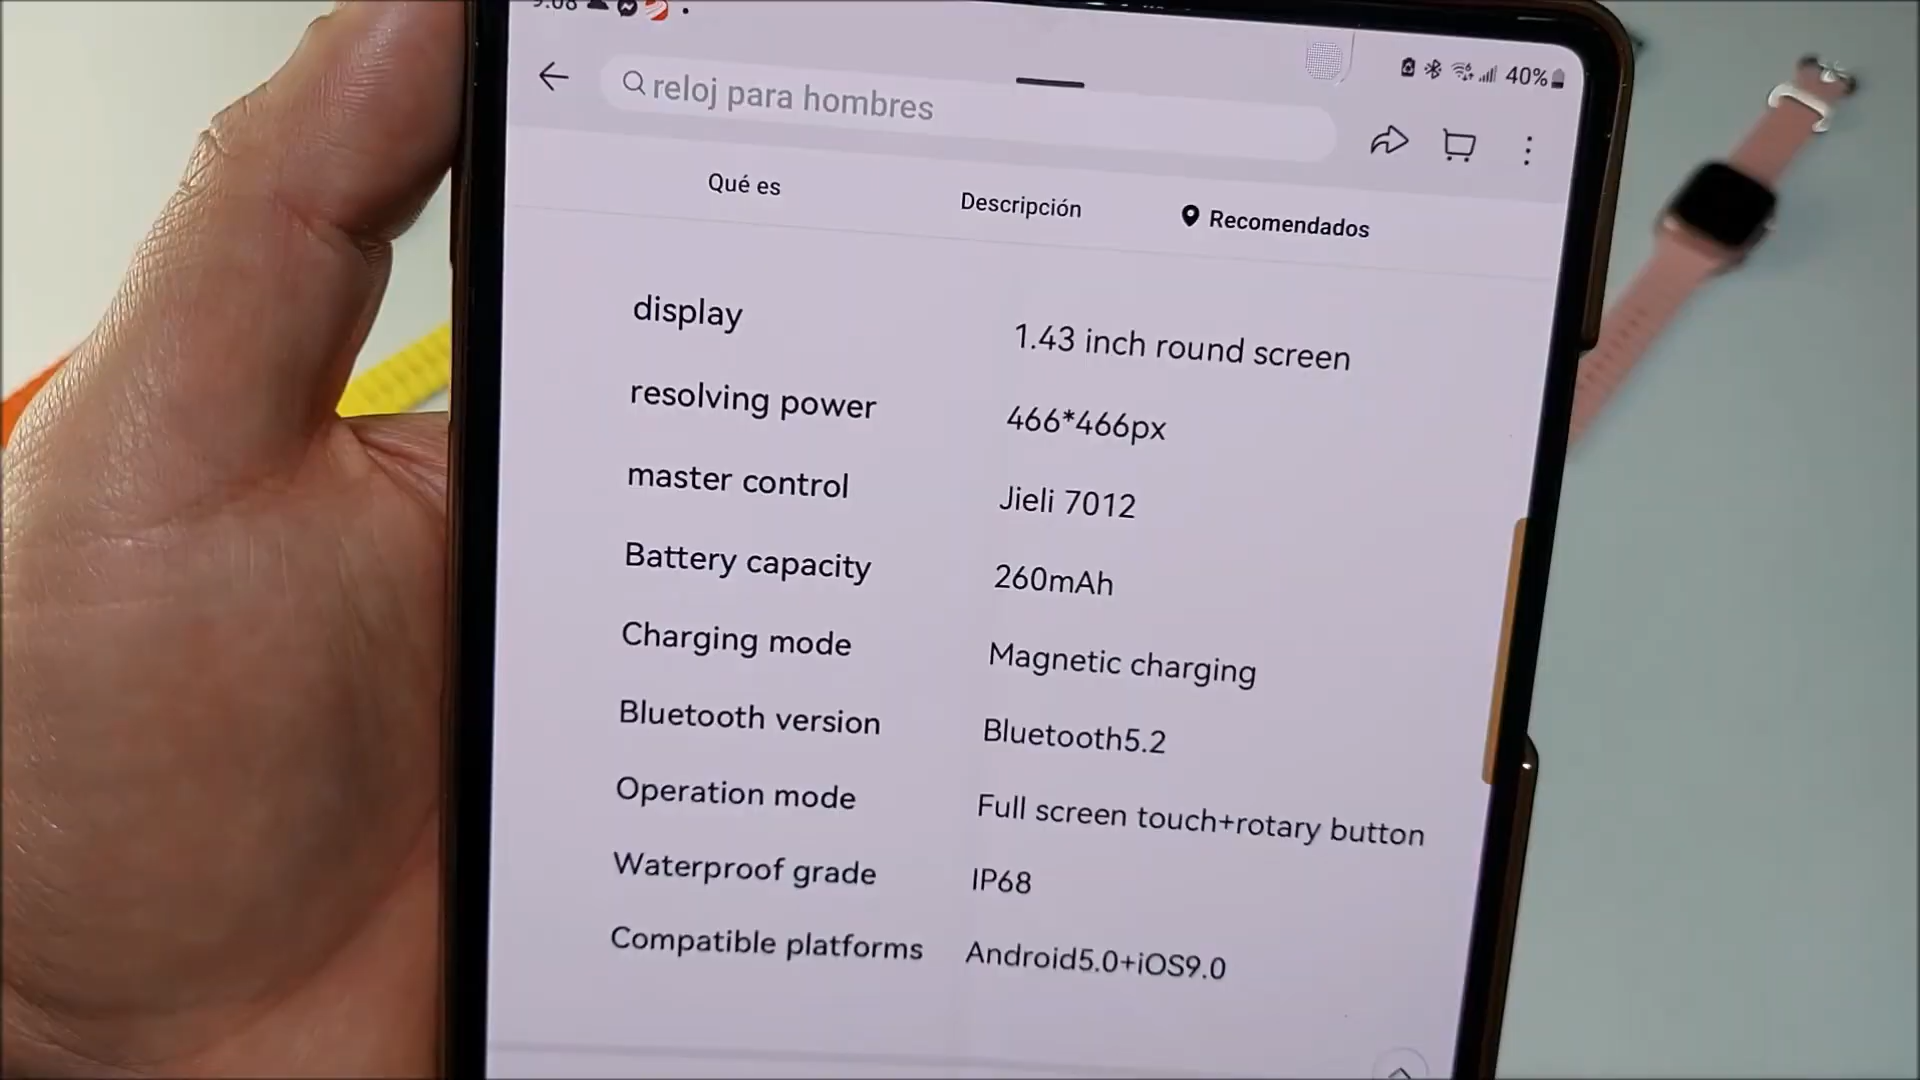 40%
reloj para hombres
Qué es
Descripción
Recomendados
display 1.43 inch round screen
resolving power 466*466px
master control Jieli 7012
Battery capacity 260mAh
Charging mode Magnetic charging
Bluetooth version Bluetooth5.2
Operation mode Full screen touch+rotary button
Waterproof grade IP68
Compatible platforms Android5.0+iOS9.0